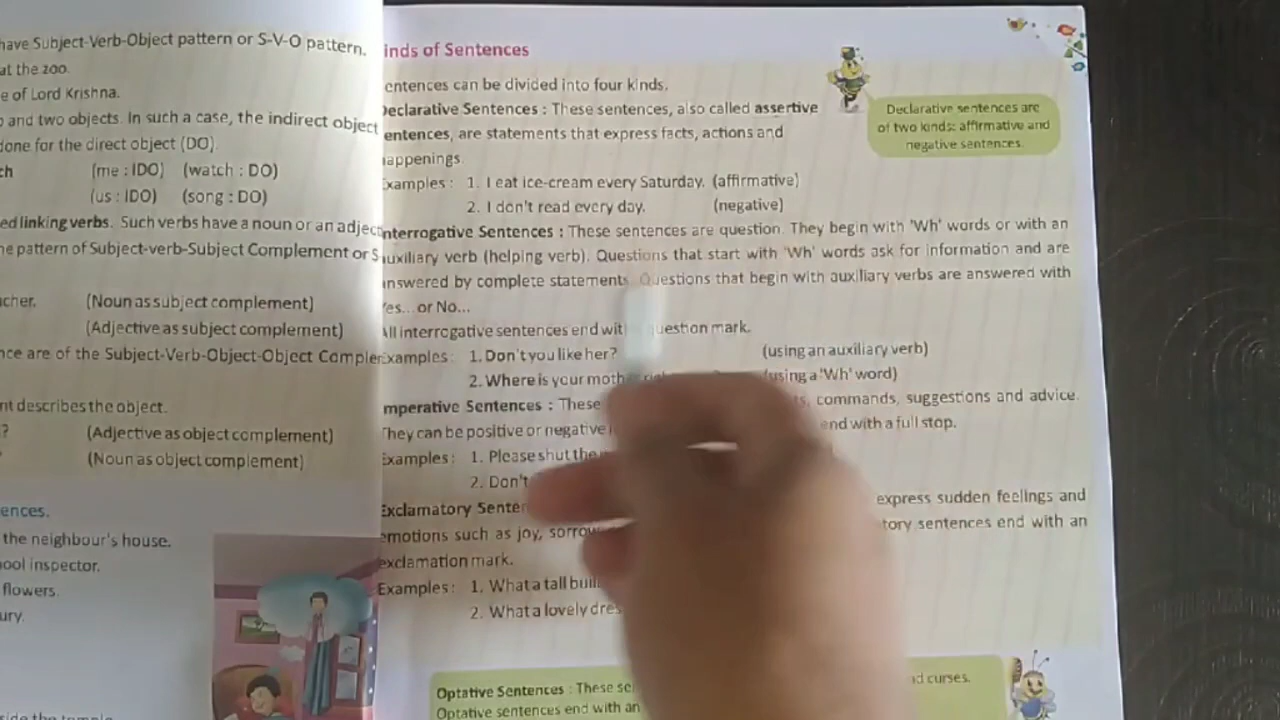 have Subject-Verb-Object pattern or S-V-O pattern.
at the zoo.
e of Lord Krishna.
and two objects. In such a case, the indirect object
done for the direct object (DO).
ch (me : IDO) (watch : DO)
(us : IDO) (song : DO)
ed linking verbs. Such verbs have a noun or an adjec
he pattern of Subject-verb-Subject Complement or S
cher. (Noun as subject complement)
(Adjective as subject complement)
nce are of the Subject-Verb-Object-Object Compler
nt describes the object.
? (Adjective as object complement)
(Noun as object complement)
ences.
the neighbour's house.
ool inspector.
flowers.
ury.
inds of Sentences
entences can be divided into four kinds.
Declarative Sentences : These sentences, also called assertive
entences, are statements that express facts, actions and
happenings.
Examples : 1. I eat ice-cream every Saturday. (affirmative)
2. I don't read every day. (negative)
Declarative sentences are
of two kinds: affirmative and
negative sentences.
nterrogative Sentences : These sentences are question. They begin with 'Wh' words or with an
auxiliary verb (helping verb). Questions that start with 'Wh' words ask for information and are
answered by complete statements. Questions that begin with auxiliary verbs are answered with
Yes... or No...
All interrogative sentences end with question mark.
Examples : 1. Don't you like her? (using an auxiliary verb)
2. Where is your moth (using a 'Wh' word)
mperative Sentences : These commands, suggestions and advice.
They can be positive or negative end with a full stop.
Examples : 1. Please shut the
2. Don't
Exclamatory Senten express sudden feelings and
emotions such as joy, sorrow tory sentences end with an
exclamation mark.
Examples : 1. What a tall buil
2. What a lovely dres
Optative Sentences : These se nd curses.
Optative sentences end with an